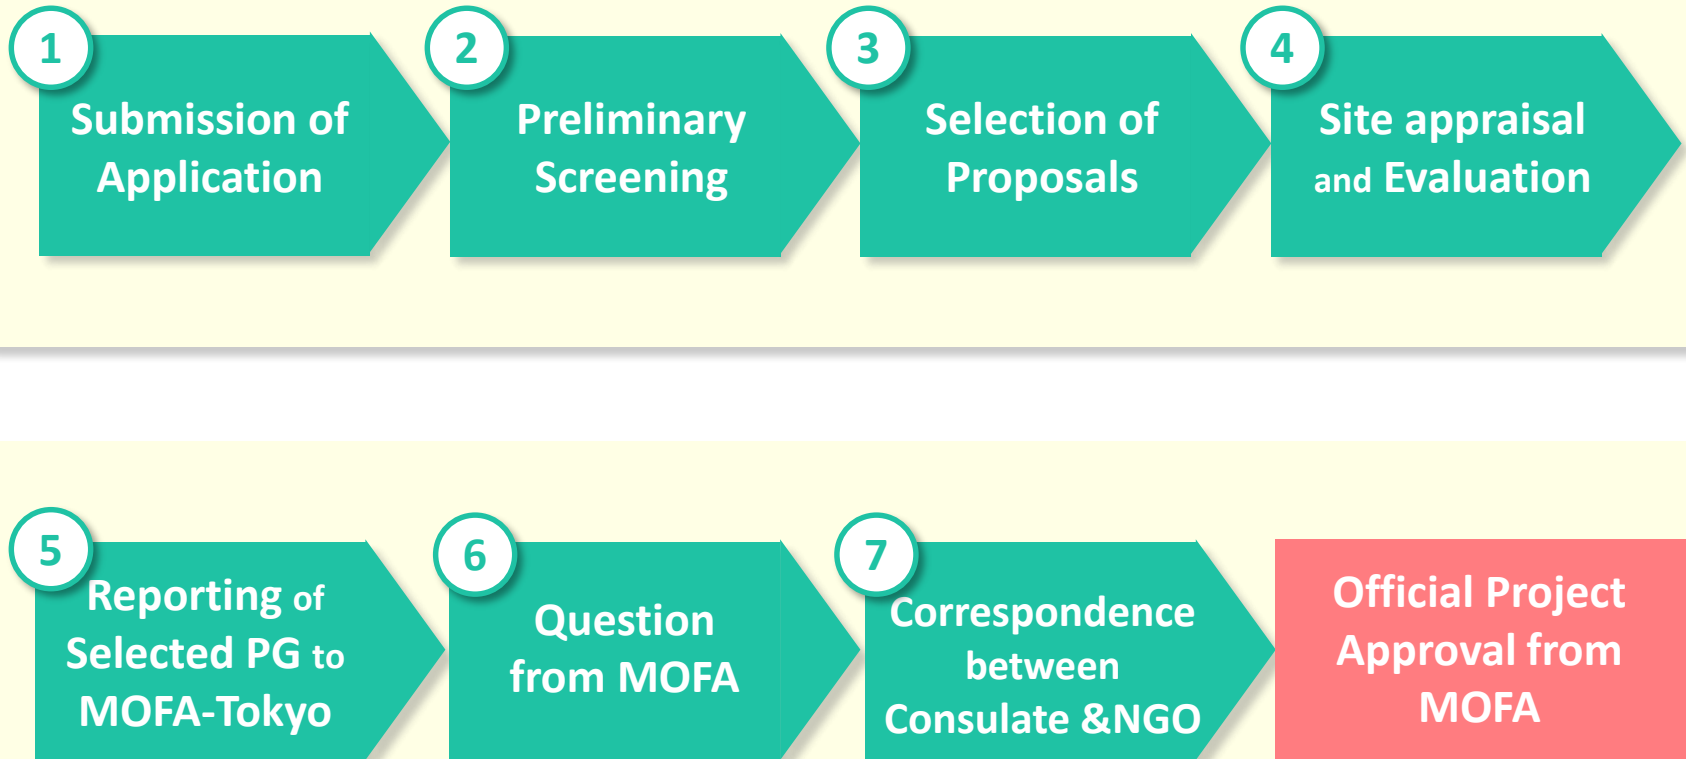 1
Submission of
Application
2
Preliminary
Screening
3
Selection of
Proposals
4
Site appraisal
and Evaluation
5
Reporting of
Selected PG to
MOFA-Tokyo
6
Question
from MOFA
7
Correspondence
between
Consulate &NGO
Official Project
Approval from
MOFA